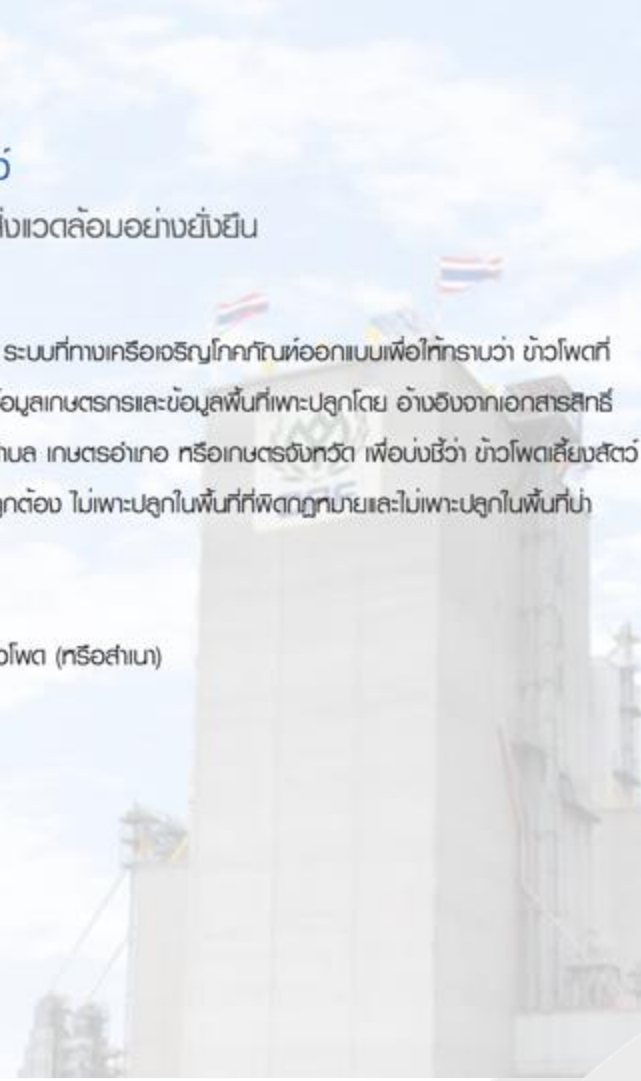 ว์
สิ่งแวดล้อมอย่างยั่งยืน
ระบบที่ทางเครือเจริญโภคภัณฑ์ออกแบบเพื่อให้ทราบว่า ข้าวโพดที่
้อมูลเกษตรกรและข้อมูลพื้นที่เพาะปลูกโดย อ้างอิงจากเอกสารสิทธิ์
ำบล เกษตรอำเภอ หรือเกษตรจังหวัด เพื่อบ่งชี้ว่า ข้าวโพดเลี้ยงสัตว์
ูกต้อง ไม่เพาะปลูกในพื้นที่ที่ผิดกฎหมายและไม่เพาะปลูกในพื้นที่ป่า
วโพด (หรือสำเนา)